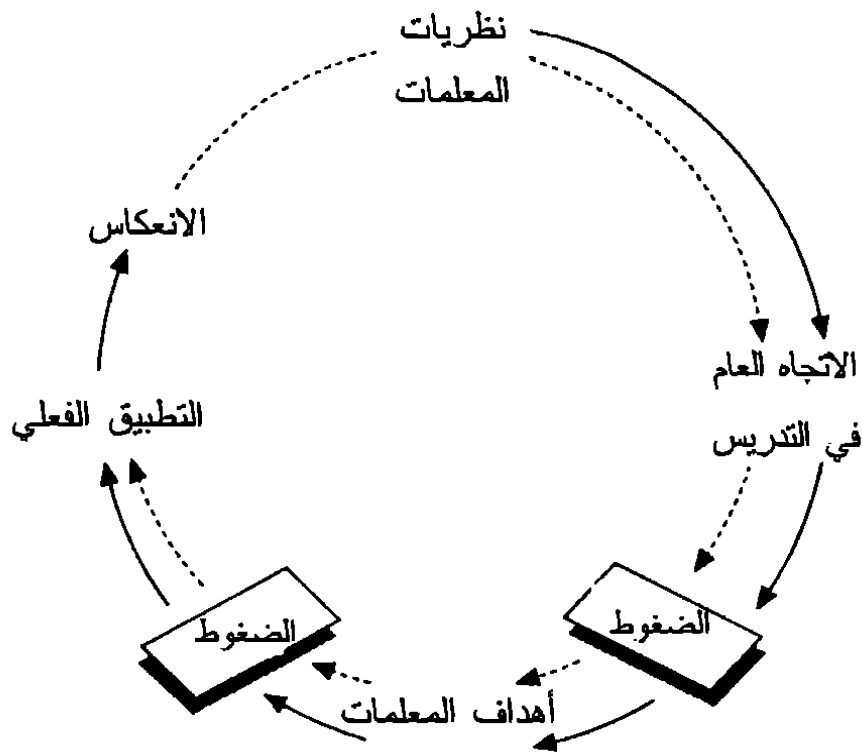 نظريات
المعلمات
الانعكاس
الاتجاه العام
في التدريس
التطبيق الفعلي
الضغوط
الضغوط
أهداف المعلمات